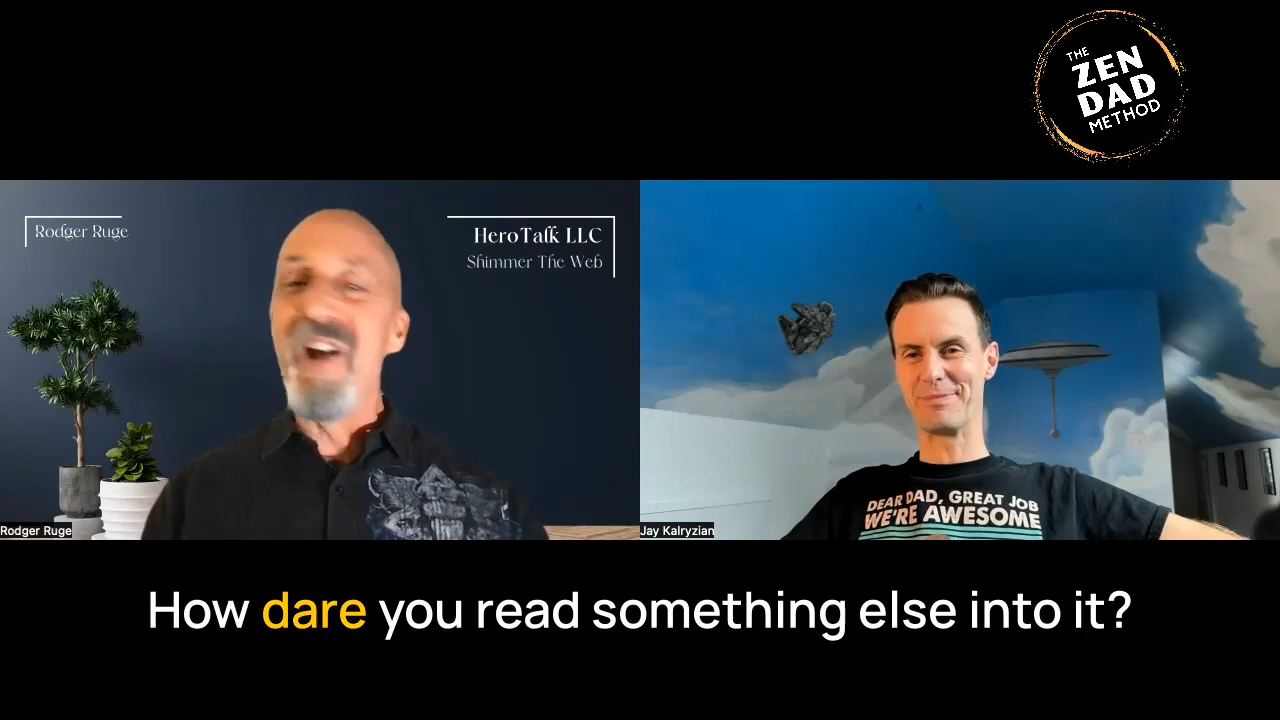 THE
ZEN
DAD
METHOD
Rodger Ruge
HeroTalk LLC
Shimmer The Web
DEAR DAD, GREAT JOB
WE'RE AWESOME
Rodger Ruge
Jay Kalryzian
How dare you read something else into it?